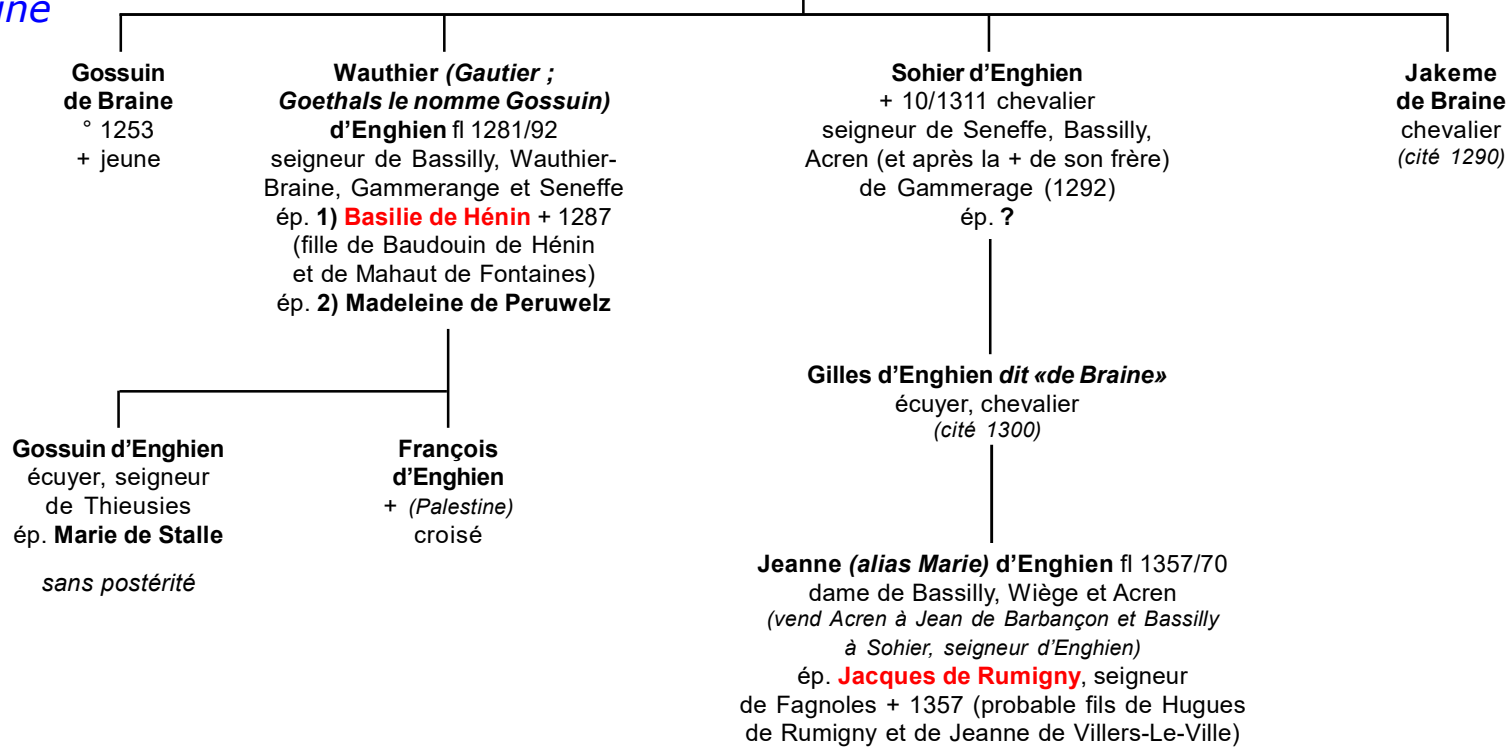 Gossuin
de Braine
° 1253
+ jeune
Wauthier (Gautier ;
Goethals le nomme Gossuin)
d’Enghien fl 1281/92
seigneur de Bassilly, Wauthier-
Braine, Gammerange et Seneffe
ép. 1) Basilie de Hénin + 1287
(fille de Baudouin de Hénin
et de Mahaut de Fontaines)
ép. 2) Madeleine de Peruwelz
Sohier d’Enghien
+ 10/1311 chevalier
seigneur de Seneffe, Bassilly,
Acren (et après la + de son frère)
de Gammerage (1292)
ép. ?
Jakeme
de Braine
chevalier
(cité 1290)
Gossuin d’Enghien
écuyer, seigneur
de Thieusies
ép. Marie de Stalle
sans postérité
François
d’Enghien
+ (Palestine)
croisé
Gilles d’Enghien dit «de Braine»
écuyer, chevalier
(cité 1300)
Jeanne (alias Marie) d’Enghien fl 1357/70
dame de Bassilly, Wiège et Acren
(vend Acren à Jean de Barbançon et Bassilly
à Sohier, seigneur d’Enghien)
ép. Jacques de Rumigny, seigneur
de Fagnoles + 1357 (probable fils de Hugues
de Rumigny et de Jeanne de Villers-Le-Ville)